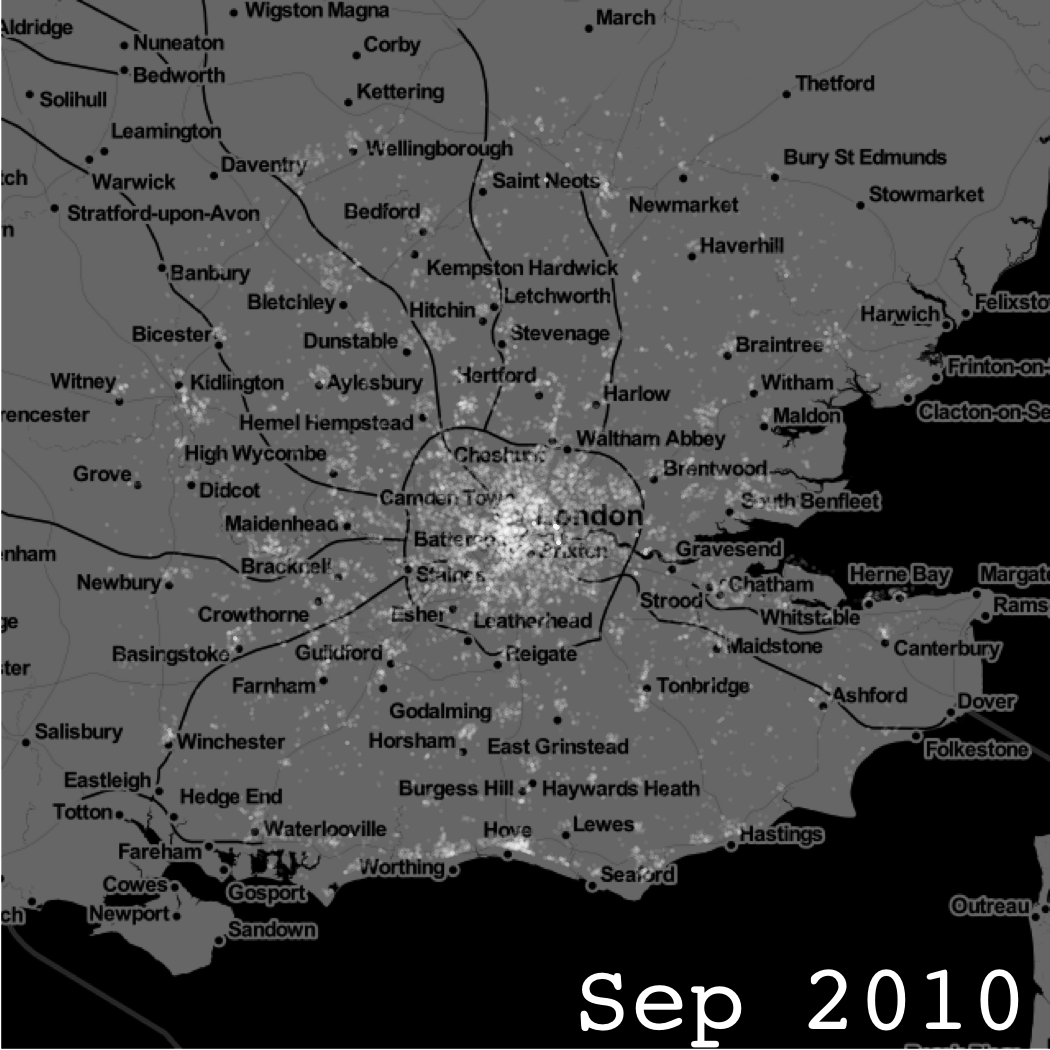 Wigston Magna
March
Aldridge
Nuneaton
Corby
Bedworth
Thetford
Solihull
Kettering
Leamington
Wellingborough
Daventry
Bury St Edmunds
Warwick
Saint Neots
Stowmarket
Stratford-upon-Avon
Bedford
Newmarket
Haverhill
Banbury
Kempston Hardwick
Bletchley
Letchworth
Felixsto
Hitchin
Harwich
Bicester
Dunstable
Stevenage
Braintree
Frinton-on-
Witney
Kidlington
Aylesbury
Hertford
Witham
Harlow
rencester
Clacton-on-Se
Hemel Hempstead
Maldon
Waltham Abbey
High Wycombe
Cheshunt
Brentwood
Grove
Didcot
Camden Town
South Benfleet
Maidenhead
London
Battersea
Brixton
enham
Gravesend
Bracknell
Staines
Newbury
Chatham
Herne Bay
Margate
Strood
Rams
Crowthorne
Esher
Leatherhead
Whitstable
Basingstoke
Guildford
Reigate
Maidstone
Canterbury
Farnham
Tonbridge
Ashford
Dover
Godalming
Salisbury
Winchester
Horsham
East Grinstead
Folkestone
Eastleigh
Burgess Hill
Haywards Heath
Totton
Hedge End
Waterlooville
Hove
Lewes
Hastings
Fareham
Worthing
Seaford
Cowes
Gosport
Newport
Outreau
Sandown
Sep 2010